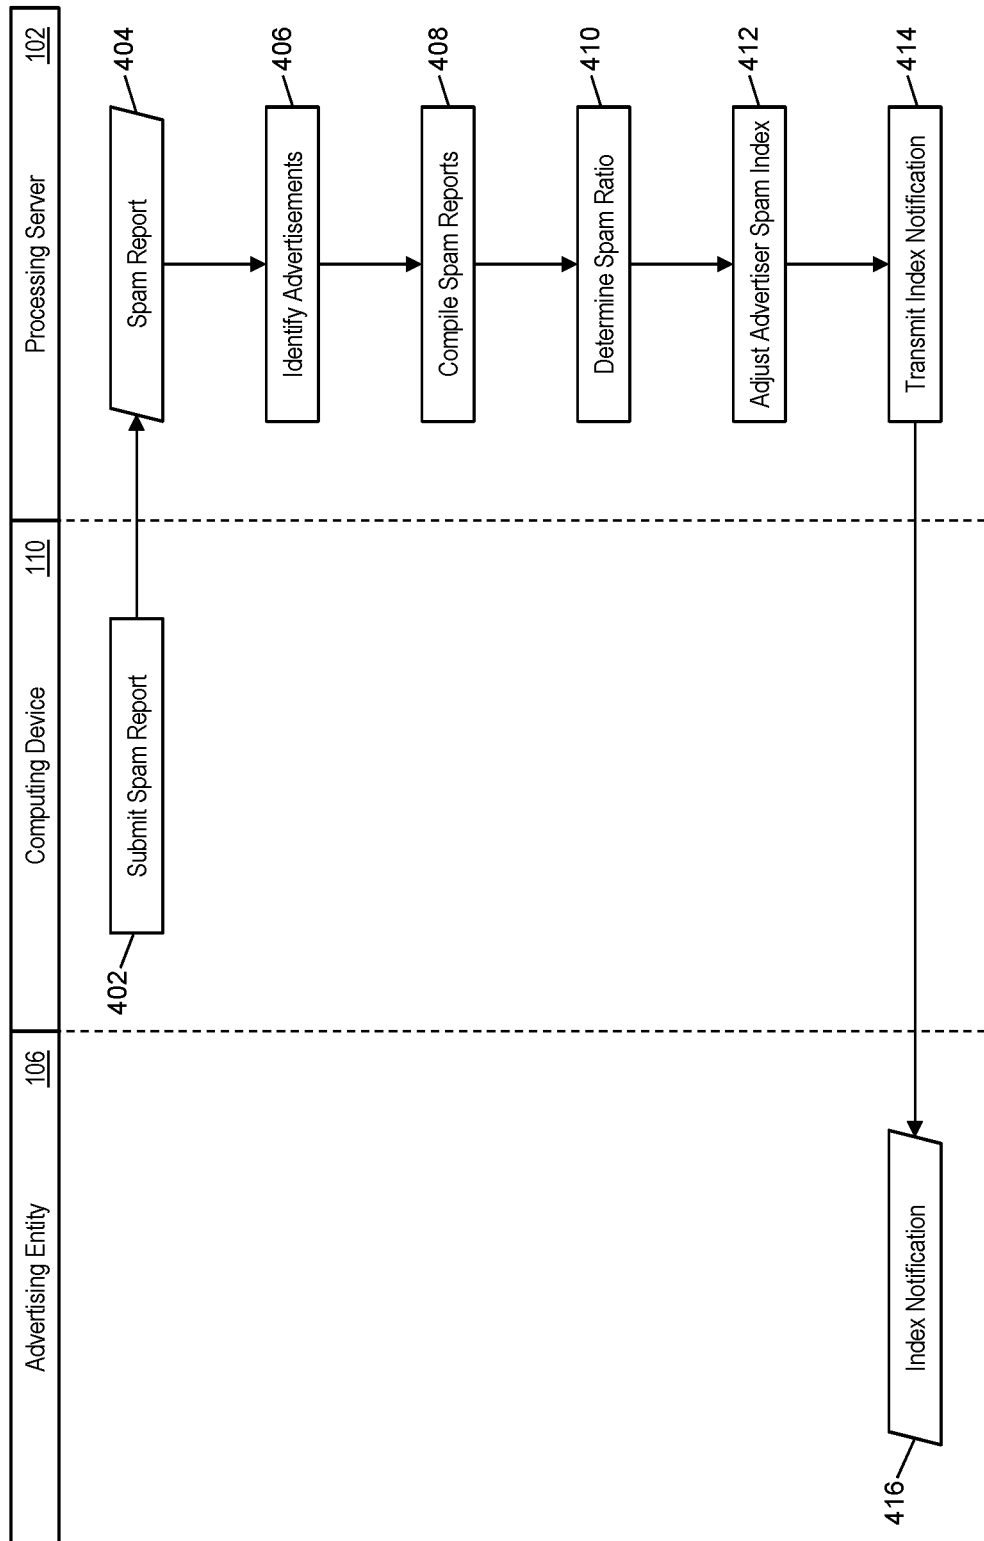 Advertising Entity
106
Computing Device
110
Processing Server
102
402
Submit Spam Report
Spam Report
404
Identify Advertisements
406
Compile Spam Reports
408
Determine Spam Ratio
410
Adjust Advertiser Spam Index
412
Transmit Index Notification
414
416
Index Notification